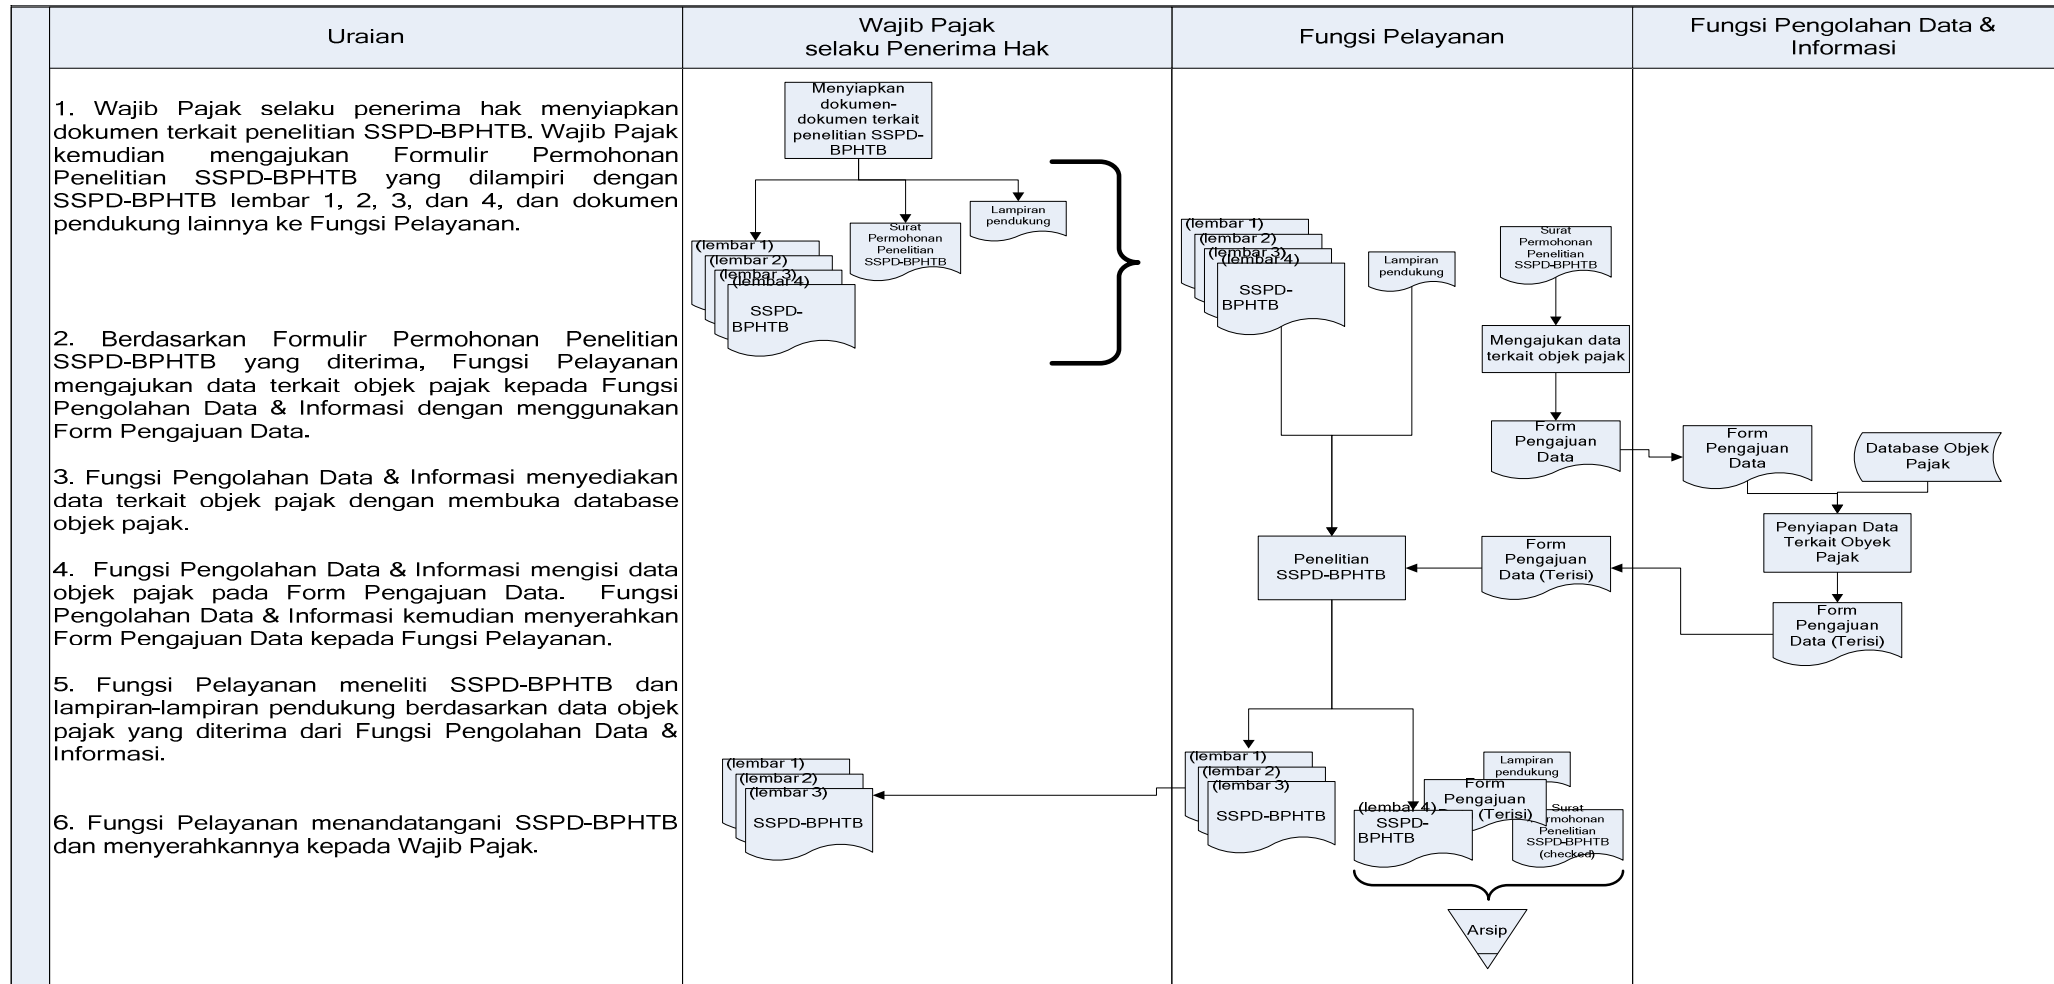 Uraian
Wajib Pajak
selaku Penerima Hak
Fungsi Pelayanan
Fungsi Pengolahan Data &
Informasi
1. Wajib Pajak selaku penerima hak menyiapkan
dokumen terkait penelitian SSPD-BPHTB. Wajib Pajak
kemudian mengajukan Formulir Permohonan
Penelitian SSPD-BPHTB yang dilampiri dengan
SSPD-BPHTB lembar 1, 2, 3, dan 4, dan dokumen
pendukung lainnya ke Fungsi Pelayanan.
2. Berdasarkan Formulir Permohonan Penelitian
SSPD-BPHTB yang diterima, Fungsi Pelayanan
mengajukan data terkait objek pajak kepada Fungsi
Pengolahan Data & Informasi dengan menggunakan
Form Pengajuan Data.
3. Fungsi Pengolahan Data & Informasi menyediakan
data terkait objek pajak dengan membuka database
objek pajak.
4. Fungsi Pengolahan Data & Informasi mengisi data
objek pajak pada Form Pengajuan Data. Fungsi
Pengolahan Data & Informasi kemudian menyerahkan
Form Pengajuan Data kepada Fungsi Pelayanan.
5. Fungsi Pelayanan meneliti SSPD-BPHTB dan
lampiran-lampiran pendukung berdasarkan data objek
pajak yang diterima dari Fungsi Pengolahan Data &
Informasi.
6. Fungsi Pelayanan menandatangani SSPD-BPHTB
dan menyerahkannya kepada Wajib Pajak.
Menyiapkan
dokumen-
dokumen terkait
penelitian SSPD-
BPHTB
(lembar 1)
(lembar 2)
(lembar 3)
(lembar 4)
SSPD-
BPHTB
Surat
Permohonan
Penelitian
SSPD-BPHTB
Lampiran
pendukung
(lembar 1)
(lembar 2)
(lembar 3)
SSPD-BPHTB
(lembar 1)
(lembar 2)
(lembar 3)
(lembar 4)
SSPD-
BPHTB
Lampiran
pendukung
Surat
Permohonan
Penelitian
SSPD-BPHTB
Mengajukan data
terkait objek pajak
Form
Pengajuan
Data
Penelitian
SSPD-BPHTB
Form
Pengajuan
Data (Terisi)
(lembar 1)
(lembar 2)
(lembar 3)
SSPD-BPHTB
(lembar 4)
SSPD-
BPHTB
Lampiran
pendukung
Form
Pengajuan
(Terisi)
Surat
Penelitian
SSPD-BPHTB
(checked)
Arsip
Form
Pengajuan
Data
Database Objek
Pajak
Penyiapan Data
Terkait Obyek
Pajak
Form
Pengajuan
Data (Terisi)